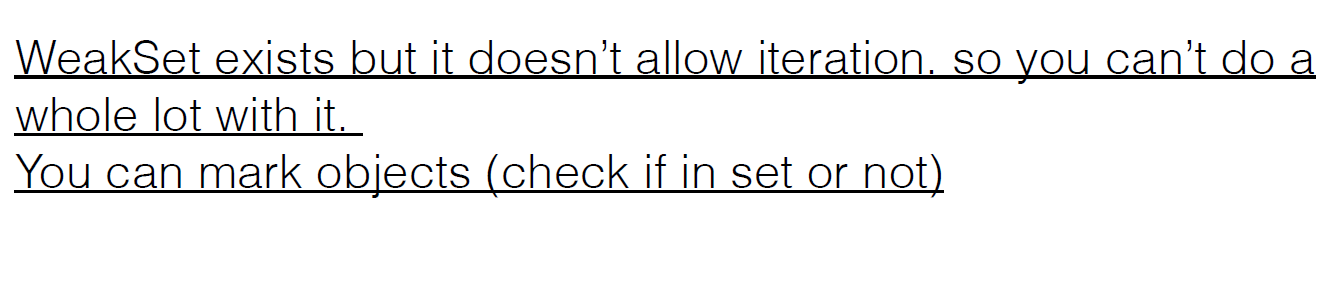 WeakSet exists but it doesn’t allow iteration. so you can’t do a
whole lot with it.
You can mark objects (check if in set or not)